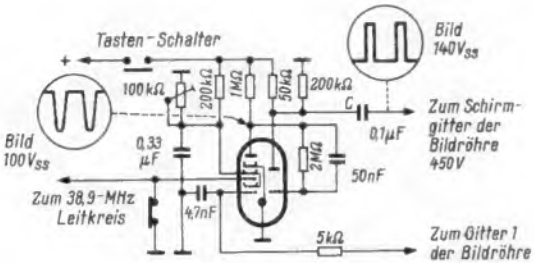 Tasten-Schalter
+
Bild
140Vss
100kΩ
200kΩ
1MΩ
50kΩ
200kΩ
C
0,1µF
Zum Schirm-
gitter der
Bildröhre
450V
Bild
100Vss
0,33
µF
2MΩ
50nF
Zum 38,9-MHz
Leitkreis
4,7nF
5kΩ
Zum Gitter 1
der Bildröhre